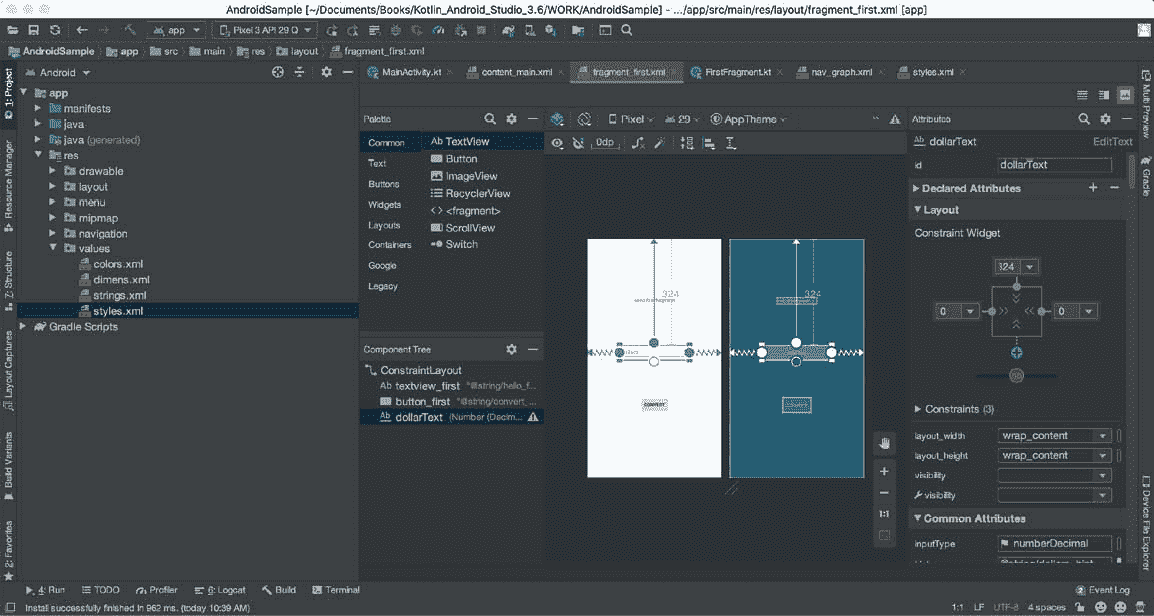 AndroidSample [~/Documents/Books/Kotlin_Android_Studio_3.6/WORK/AndroidSample] - .../app/src/main/res/layout/fragment_first.xml [app]
app
Pixel 3 API 29 Q
AndroidSample
app
src
main
res
layout
fragment_first.xml
1: Project
Resource Manager
Z: Structure
Layout Captures
Build Variants
2: Favorites
Android
MainActivity.kt
content_main.xml
fragment_first.xml
FirstFragment.kt
nav_graph.xml
styles.xml
app
manifests
java
java (generated)
res
drawable
layout
menu
mipmap
navigation
values
colors.xml
dimens.xml
strings.xml
styles.xml
Gradle Scripts
Palette
Common
Text
Buttons
Widgets
Layouts
Containers
Google
Legacy
Ab TextView
Button
ImageView
RecyclerView
<> <fragment>
ScrollView
Switch
Component Tree
ConstraintLayout
Ab textview_first "@string/hello_f...
button_first "@string/convert_...
Ab dollarText (Number (Decim...
Pixel
29
AppTheme
0dp
324
324
CONVERT
1:1
Attributes
Ab dollarText
EditText
id
dollarText
Declared Attributes
Layout
Constraint Widget
324
0
0
50
Constraints (3)
layout_width
wrap_content
layout_height
wrap_content
visibility
visibility
Common Attributes
inputType
numberDecimal
Multi Preview
Gradle
Device File Explorer
4: Run
TODO
Profiler
6: Logcat
Build
Terminal
Event Log
Install successfully finished in 962 ms. (today 10:39 AM)
1:1
LF
UTF-8
4 spaces